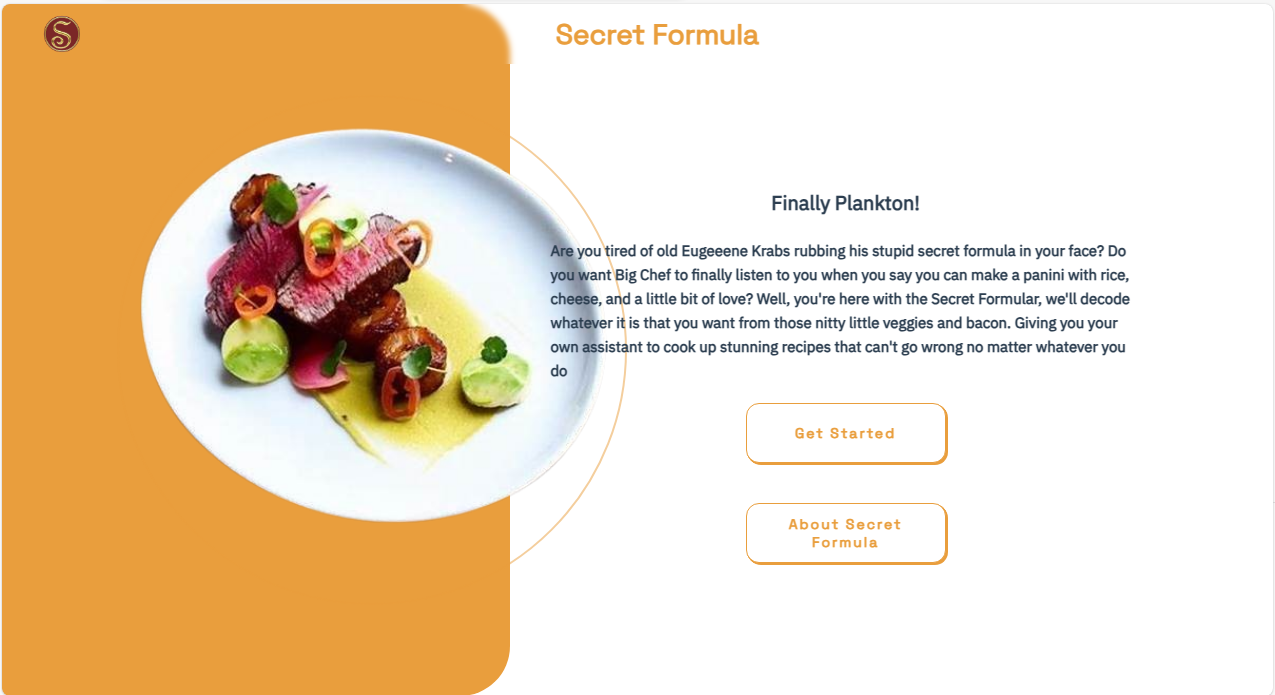 S
Secret Formula
Finally Plankton!
Are you tired of old Eugeeene Krabs rubbing his stupid secret formula in your face? Do
you want Big Chef to finally listen to you when you say you can make a panini with rice,
cheese, and a little bit of love? Well, you're here with the Secret Formular, we'll decode
whatever it is that you want from those nitty little veggies and bacon. Giving you your
own assistant to cook up stunning recipes that can't go wrong no matter whatever you
do
Get Started
About Secret
Formula